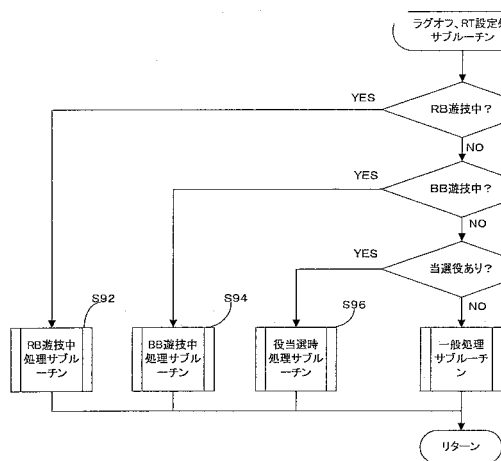 ラグオフ、RT設定
サブルーチン
YES
RB遊技中？
NO
YES
BB遊技中？
NO
YES
当選役あり？
NO
S92
S94
S96
RB遊技中
処理サブル
ーチン
BB遊技中
処理サブル
ーチン
役当選時
処理サブル
ーチン
一般処理
サブルーチ
ン
リターン